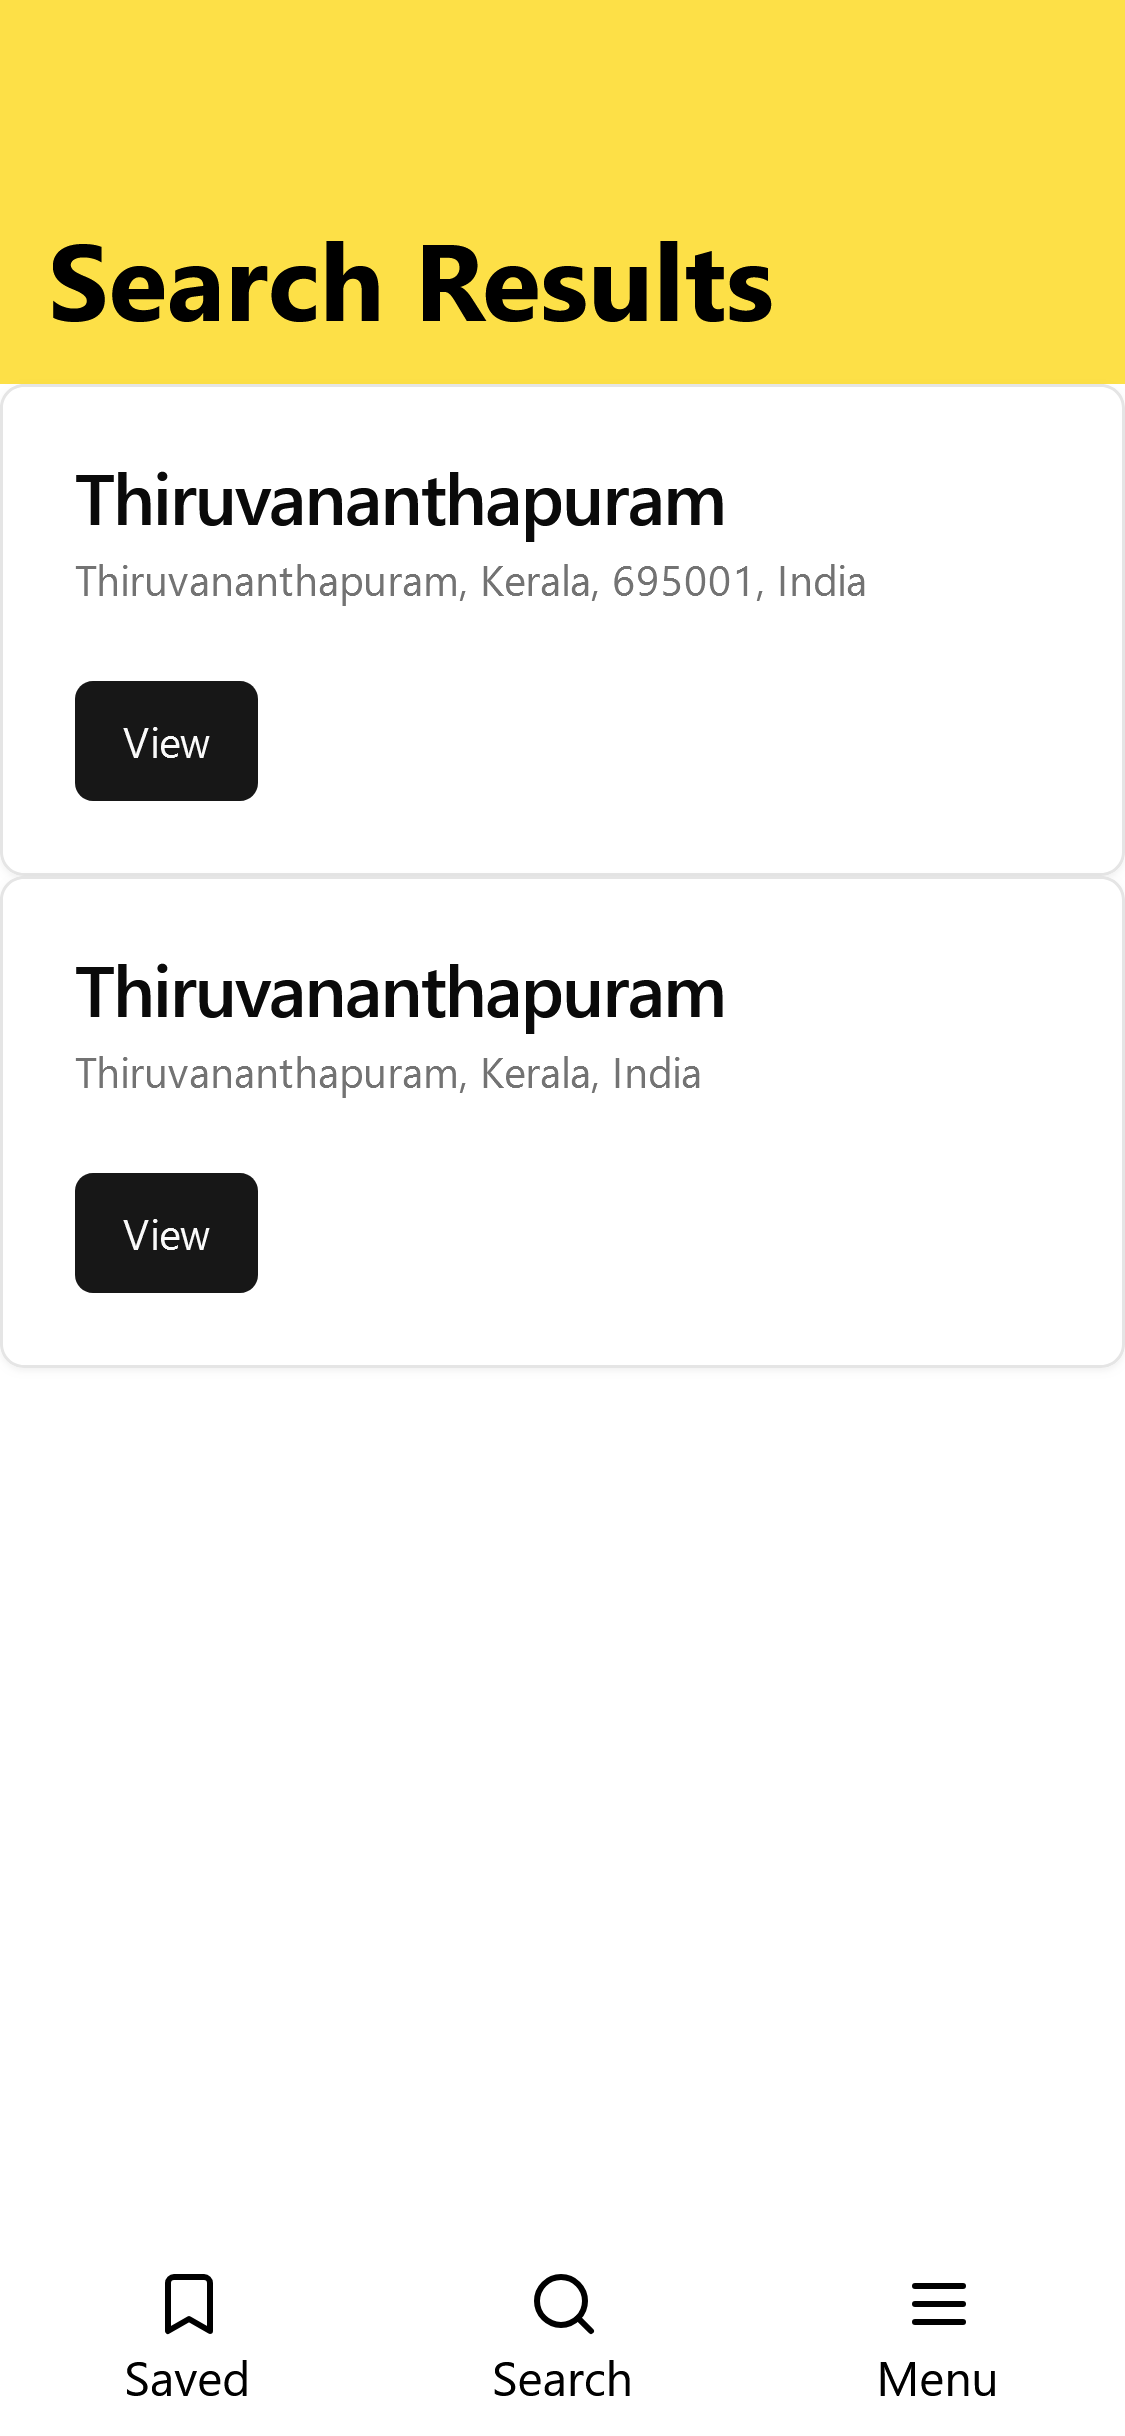 Search Results
Thiruvananthapuram
Thiruvananthapuram, Kerala, 695001, India
View
Thiruvananthapuram
Thiruvananthapuram, Kerala, India
View
Saved
Search
Menu